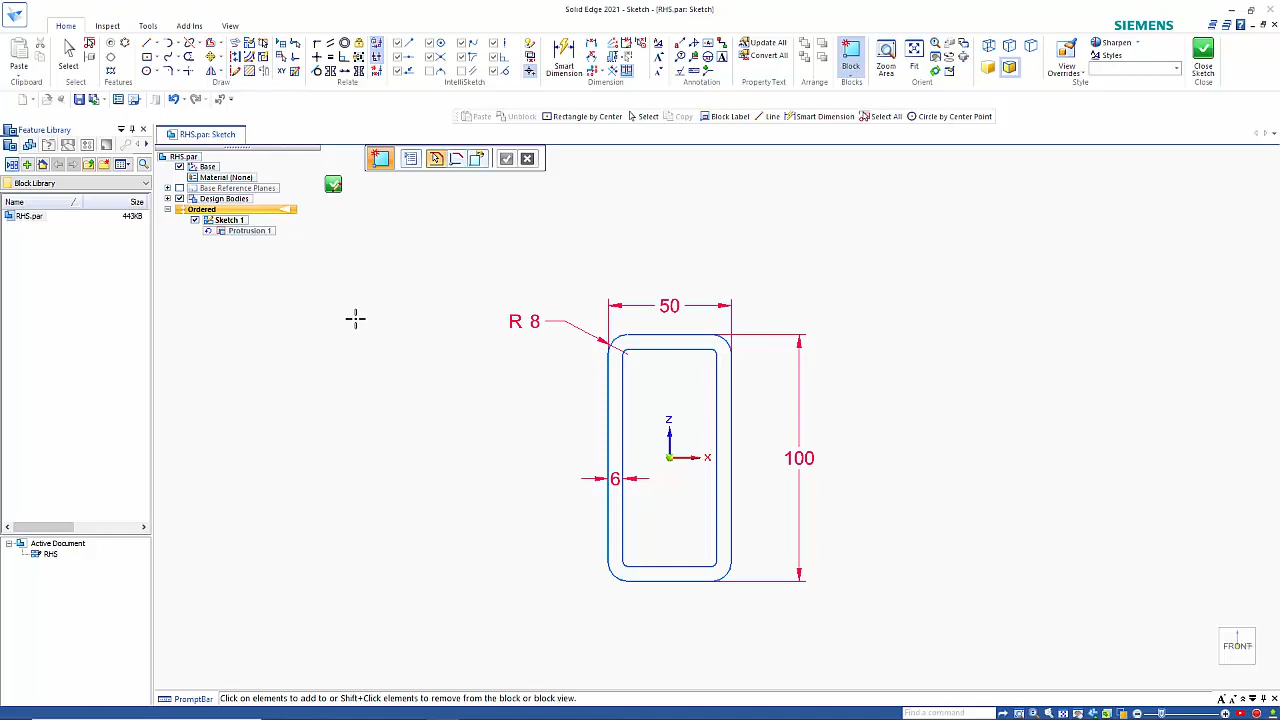 Solid Edge 2021 - Sketch - [RHS.par: Sketch]
Home Inspect Tools Add Ins View
SIEMENS
Paste
Select
Smart
Dimension
Update All
Convert All
Block
Zoom
Area
Fit
View
Overrides
Sharpen
Styles
Close
Sketch
Clipboard Select Features Draw Relate IntelliSketch Dimension Annotation PropertyText Arrange Blocks Orient Style Close
Paste Unblock Rectangle by Center Select Copy Block Label Line Smart Dimension Select All Circle by Center Point
Feature Library
RHS.par: Sketch
Block Library
Name Size
RHS.par 443KB
RHS.par
Base
Material (None)
Base Reference Planes
Design Bodies
Ordered
Sketch 1
Protrusion 1
50
R 8
z
x
100
6
Active Document
RHS
FRONT
PromptBar Click on elements to add to or Shift+Click elements to remove from the block or block view.
Find a command